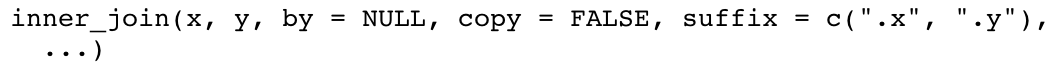 inner_join(x, y, by = NULL, copy = FALSE, suffix = c(".x", ".y"),
  ...)